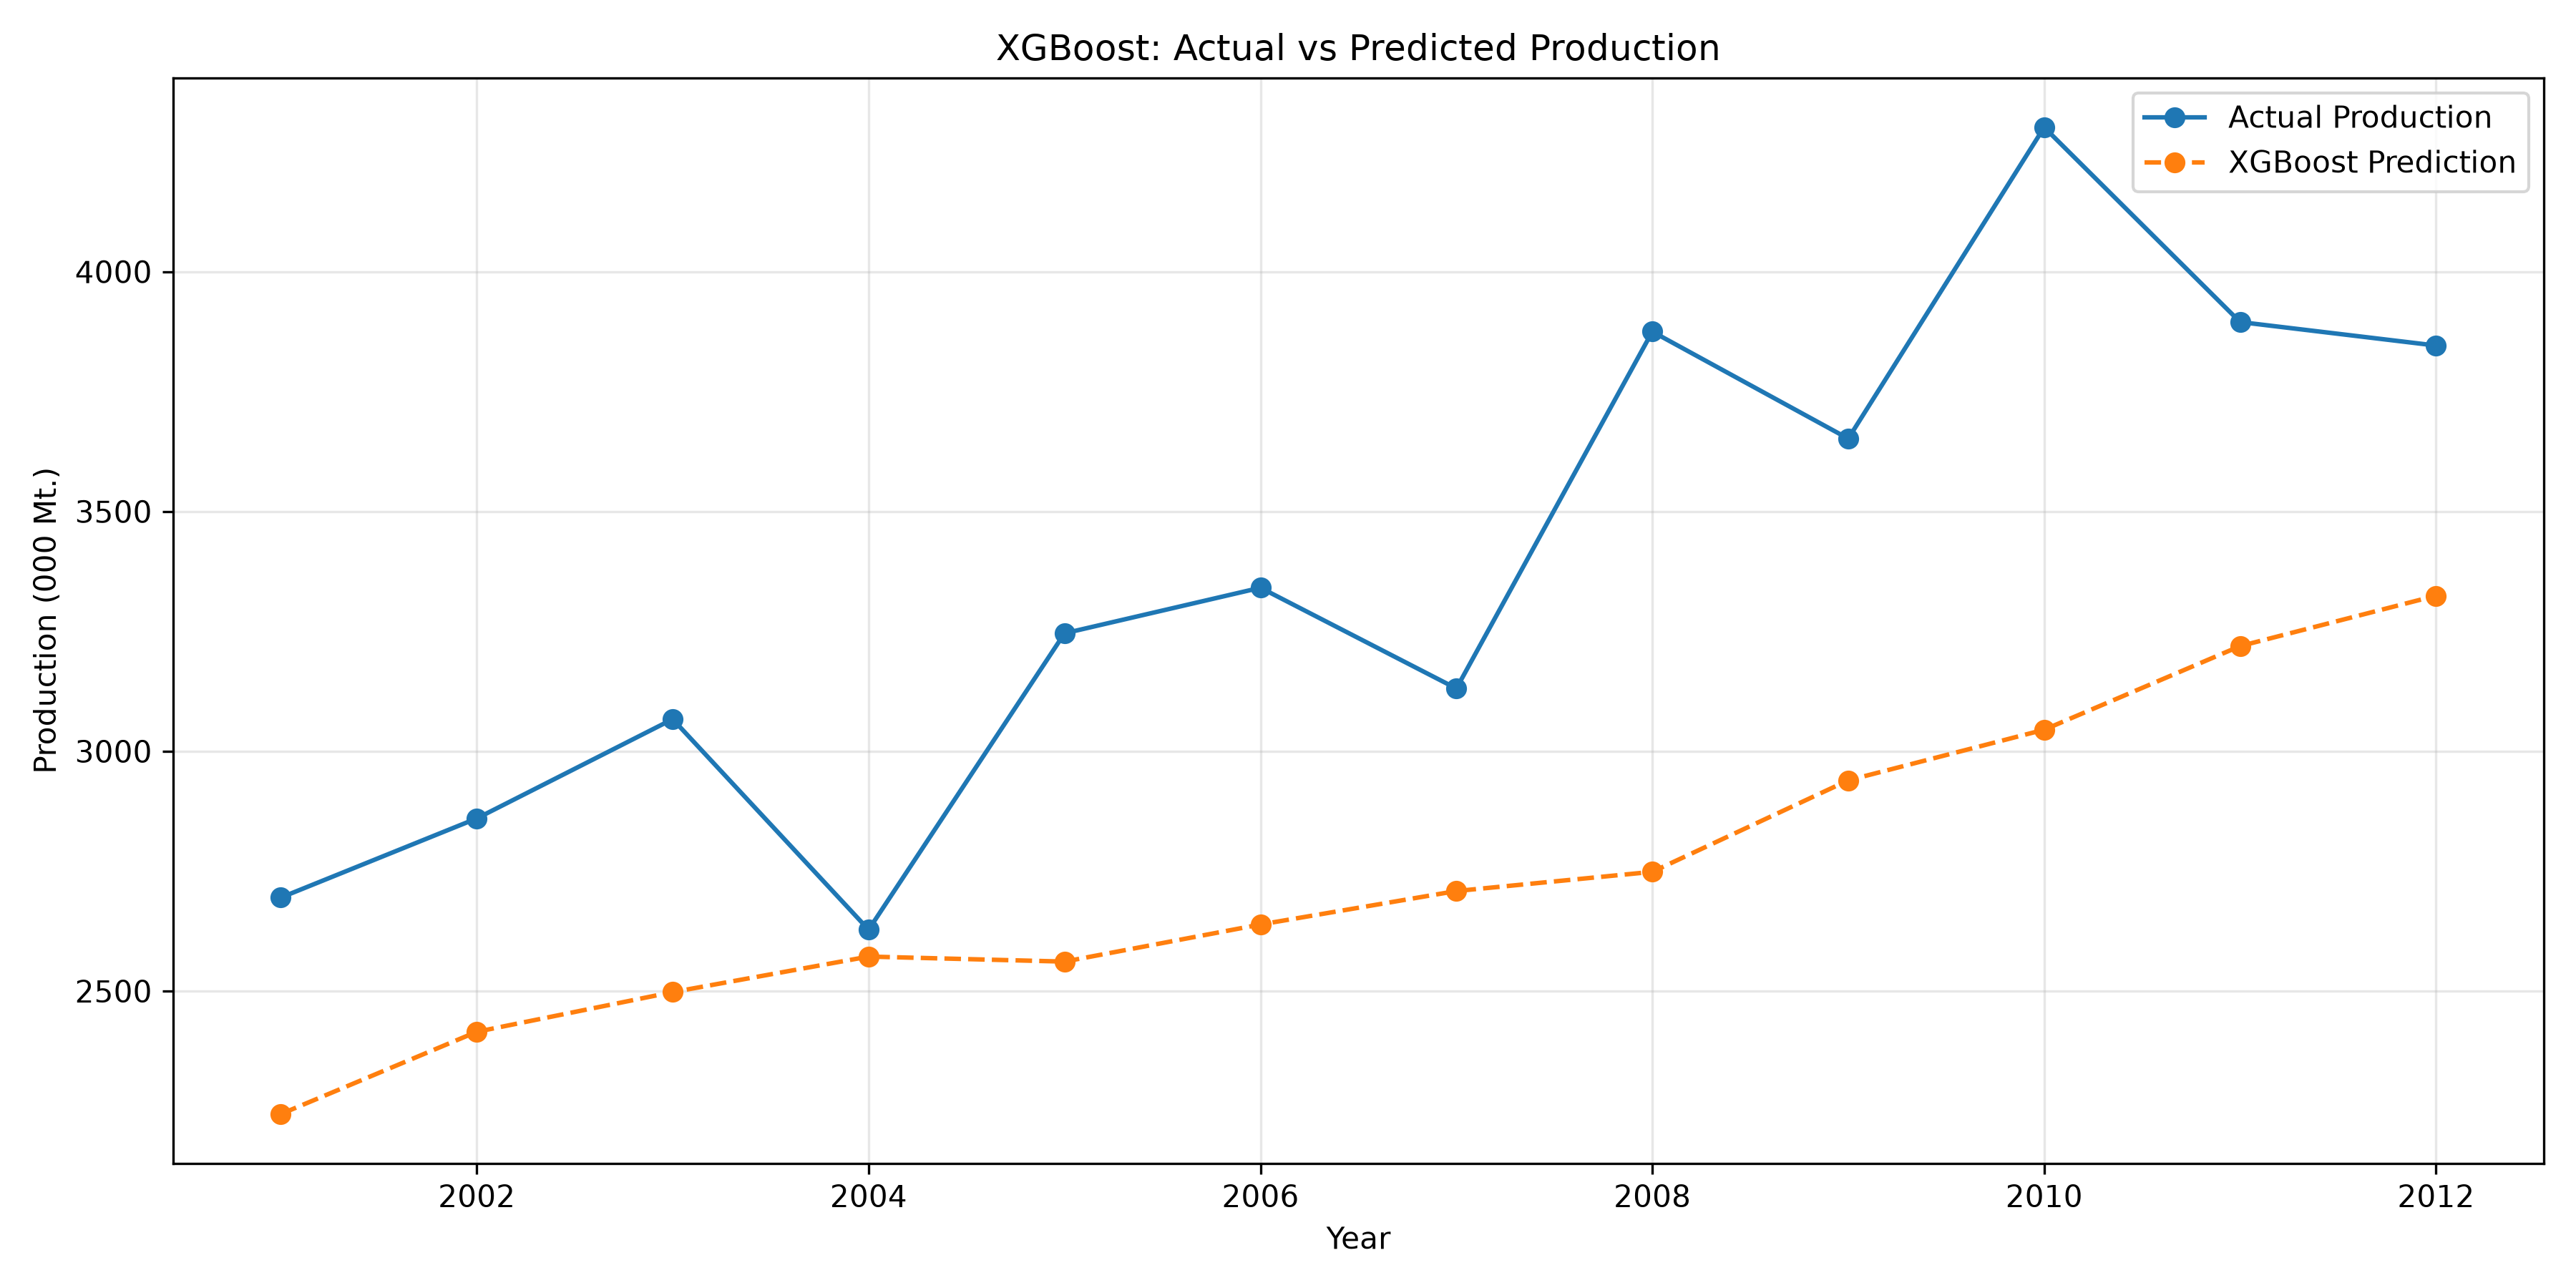 XGBoost: Actual vs Predicted Production
Actual Production
XGBoost Prediction
Production (000 Mt.)
4000
3500
3000
2500
2002 2004 2006 2008 2010 2012
Year